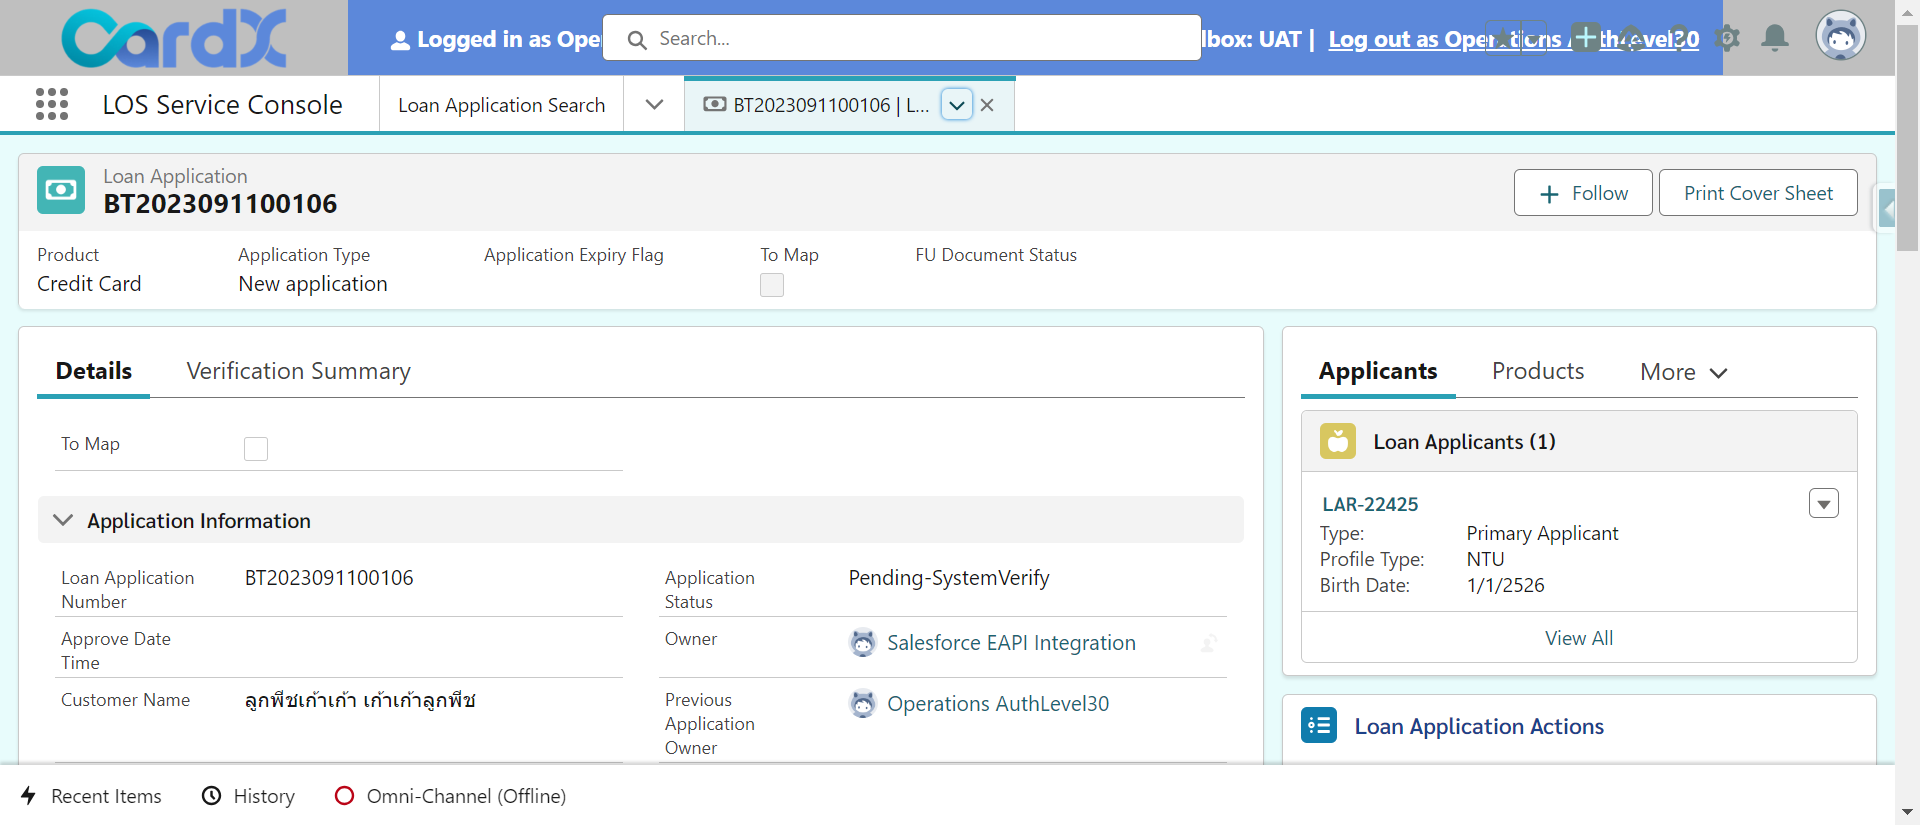 CardX
Logged in as Ope
Search...
lbox: UAT |
Log out as Operations AuthLevel30
LOS Service Console
Loan Application Search
BT2023091100106 | L...
Loan Application
BT2023091100106
Follow
Print Cover Sheet
Product
Application Type
Application Expiry Flag
To Map
FU Document Status
Credit Card
New application
Details
Verification Summary
To Map
Application Information
Loan Application
Number
BT2023091100106
Application
Status
Pending-SystemVerify
Approve Date
Time
Owner
Salesforce EAPI Integration
Customer Name
ลูกพีชเก้าเก้า เก้าเก้าลูกพีช
Previous
Application
Owner
Operations AuthLevel30
Applicants
Products
More
Loan Applicants (1)
LAR-22425
Type:
Primary Applicant
Profile Type:
NTU
Birth Date:
1/1/2526
View All
Loan Application Actions
Recent Items
History
Omni-Channel (Offline)